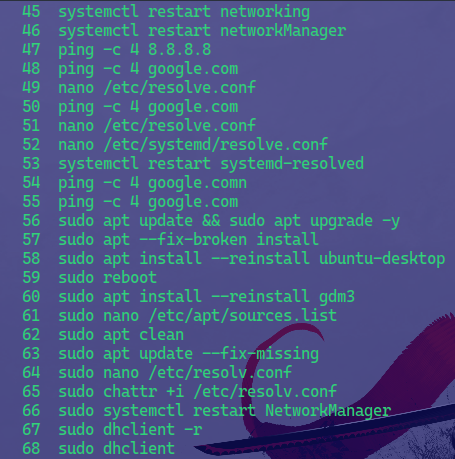 45 systemctl restart networking
46 systemctl restart networkManager
47 ping -c 4 8.8.8.8
48 ping -c 4 google.com
49 nano /etc/resolve.conf
50 ping -c 4 google.com
51 nano /etc/resolve.conf
52 nano /etc/systemd/resolve.conf
53 systemctl restart systemd-resolved
54 ping -c 4 google.comn
55 ping -c 4 google.com
56 sudo apt update && sudo apt upgrade -y
57 sudo apt --fix-broken install
58 sudo apt install --reinstall ubuntu-desktop
59 sudo reboot
60 sudo apt install --reinstall gdm3
61 sudo nano /etc/apt/sources.list
62 sudo apt clean
63 sudo apt update --fix-missing
64 sudo nano /etc/resolv.conf
65 sudo chattr +i /etc/resolv.conf
66 sudo systemctl restart NetworkManager
67 sudo dhclient -r
68 sudo dhclient